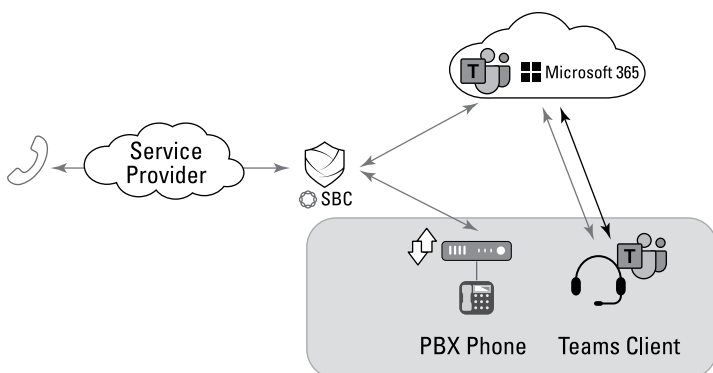 T
Microsoft 365
Service
Provider
SBC
T
PBX Phone
Teams Client